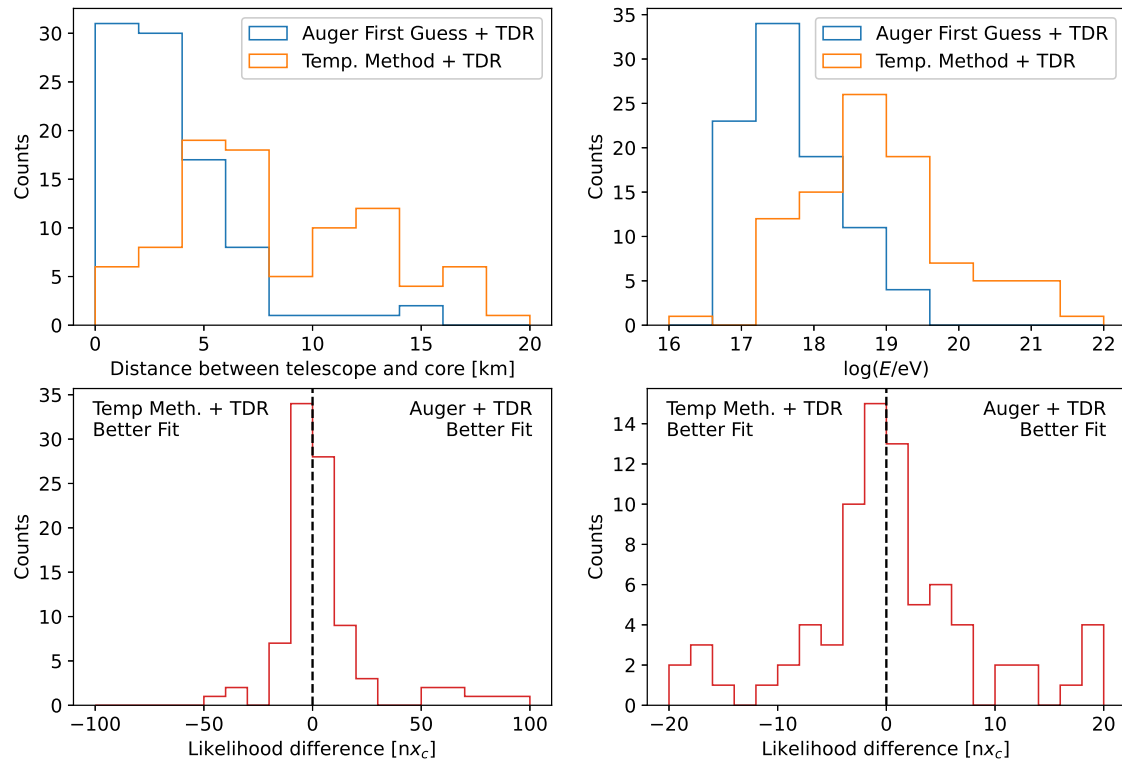 Auger First Guess + TDR
Temp. Method + TDR
Counts
30
25
20
15
10
5
0
0
5
10
15
20
Distance between telescope and core [km]
Auger First Guess + TDR
Temp. Method + TDR
Counts
35
30
25
20
15
10
5
0
16
17
18
19
20
21
22
log(E/eV)
Temp Meth. + TDR
Better Fit
Auger + TDR
Better Fit
Counts
35
30
25
20
15
10
5
0
−100
−50
0
50
100
Likelihood difference [nx_c]
Temp Meth. + TDR
Better Fit
Auger + TDR
Better Fit
Counts
14
12
10
8
6
4
2
0
−20
−10
0
10
20
Likelihood difference [nx_c]